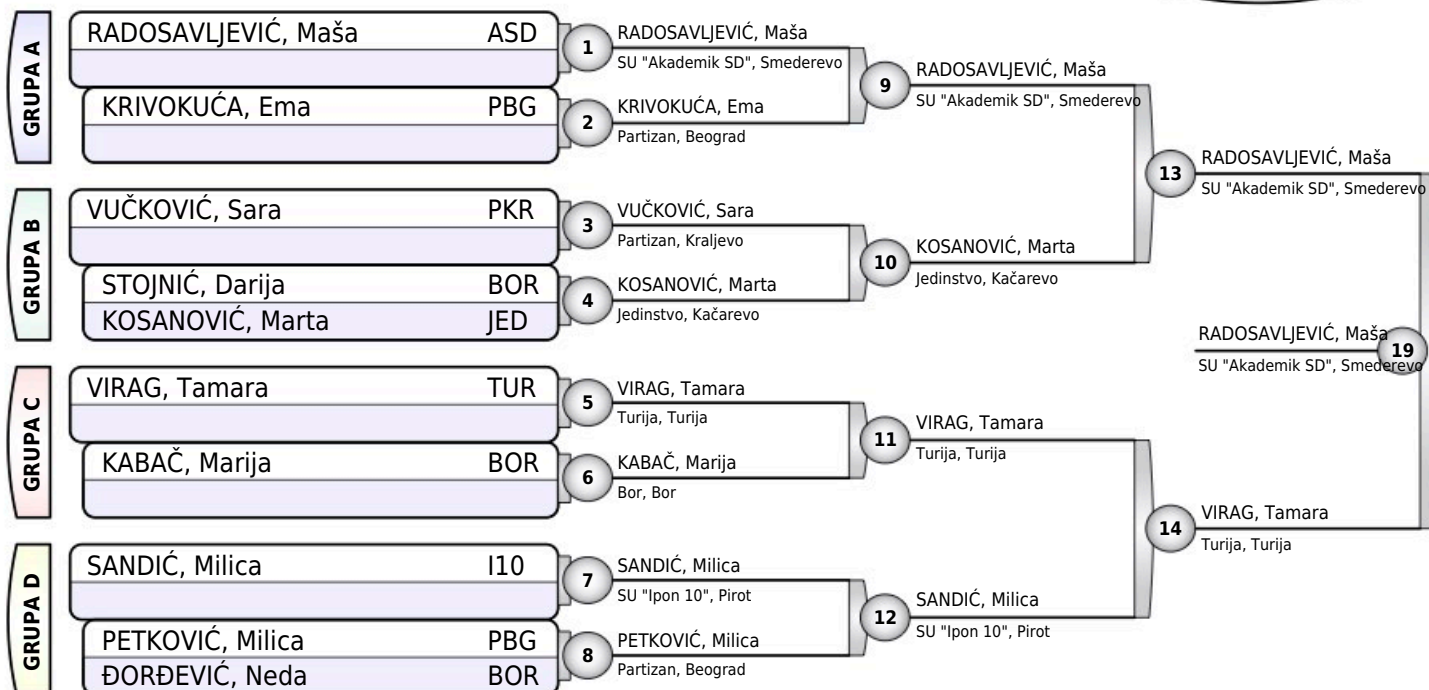 GRUPA A
RADOSAVLJEVIĆ, Maša ASD
KRIVOKUĆA, Ema PBG
1
RADOSAVLJEVIĆ, Maša
SU "Akademik SD", Smederevo
2
KRIVOKUĆA, Ema
Partizan, Beograd
9
RADOSAVLJEVIĆ, Maša
SU "Akademik SD", Smederevo
GRUPA B
VUČKOVIĆ, Sara PKR
STOJNIĆ, Darija BOR
KOSANOVIĆ, Marta JED
3
VUČKOVIĆ, Sara
Partizan, Kraljevo
4
KOSANOVIĆ, Marta
Jedinstvo, Kačarevo
10
KOSANOVIĆ, Marta
Jedinstvo, Kačarevo
13
RADOSAVLJEVIĆ, Maša
SU "Akademik SD", Smederevo
GRUPA C
VIRAG, Tamara TUR
KABAČ, Marija BOR
5
VIRAG, Tamara
Turija, Turija
6
KABAČ, Marija
Bor, Bor
11
VIRAG, Tamara
Turija, Turija
GRUPA D
SANDIĆ, Milica I10
PETKOVIĆ, Milica PBG
ĐORĐEVIĆ, Neda BOR
7
SANDIĆ, Milica
SU "Ipon 10", Pirot
8
PETKOVIĆ, Milica
Partizan, Beograd
12
SANDIĆ, Milica
SU "Ipon 10", Pirot
14
VIRAG, Tamara
Turija, Turija
RADOSAVLJEVIĆ, Maša
19
SU "Akademik SD", Smederevo